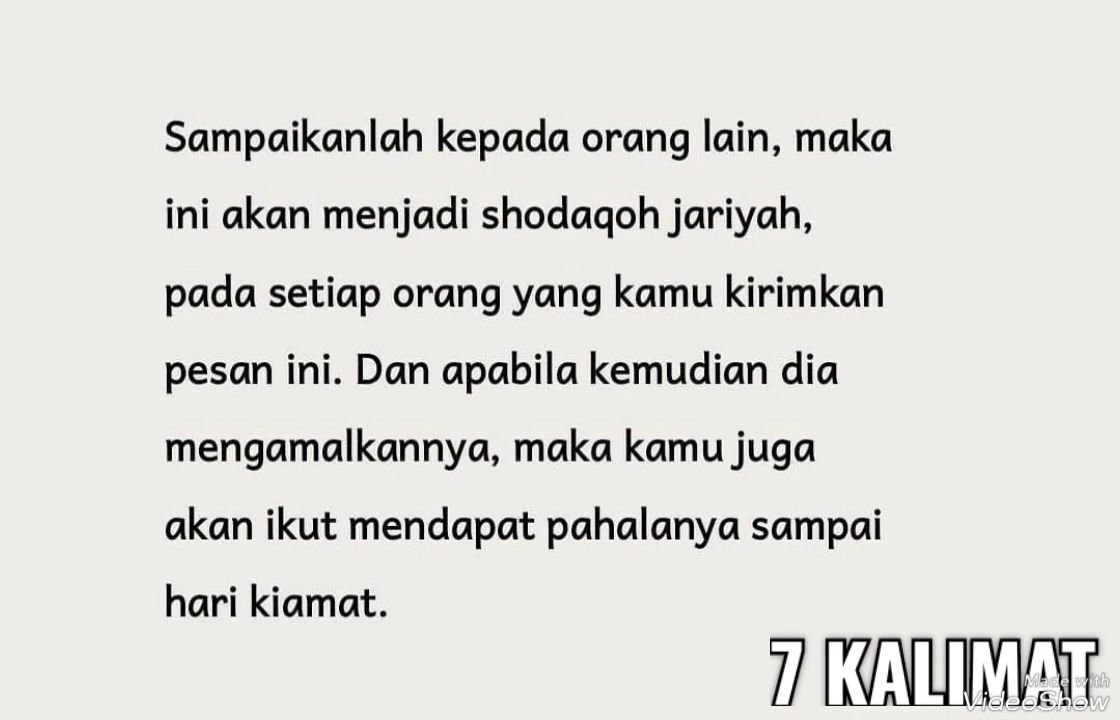 Sampaikanlah kepada orang lain, maka
ini akan menjadi shodaqoh jariyah,
pada setiap orang yang kamu kirimkan
pesan ini. Dan apabila kemudian dia
mengamalkannya, maka kamu juga
akan ikut mendapat pahalanya sampai
hari kiamat.
7 KALIMAT
Made with
VideoShow